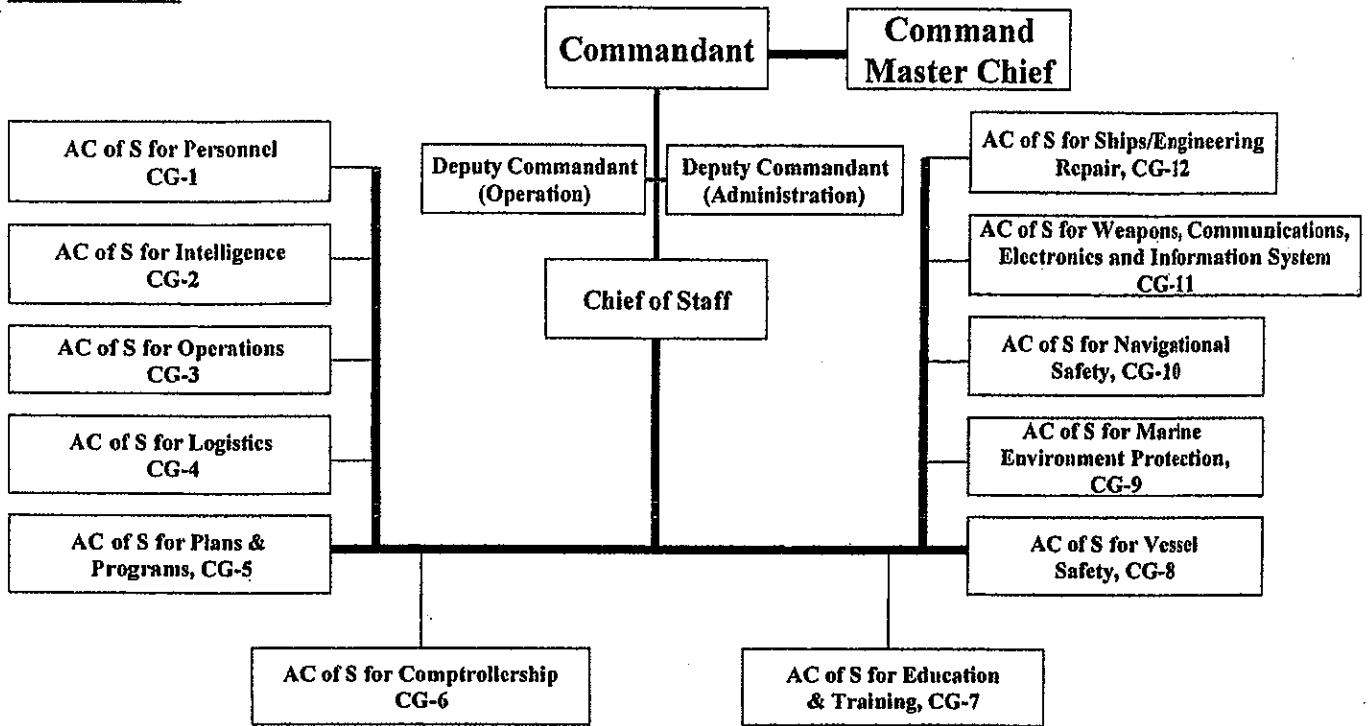 Commandant
Command
Master Chief
AC of S for Personnel
CG-1
Deputy Commandant
(Operation)
Deputy Commandant
(Administration)
AC of S for Ships/Engineering
Repair, CG-12
AC of S for Intelligence
CG-2
AC of S for Weapons, Communications,
Electronics and Information System
CG-11
Chief of Staff
AC of S for Operations
CG-3
AC of S for Navigational
Safety, CG-10
AC of S for Logistics
CG-4
AC of S for Marine
Environment Protection,
CG-9
AC of S for Plans &
Programs, CG-5
AC of S for Vessel
Safety, CG-8
AC of S for Comptrollership
CG-6
AC of S for Education
& Training, CG-7